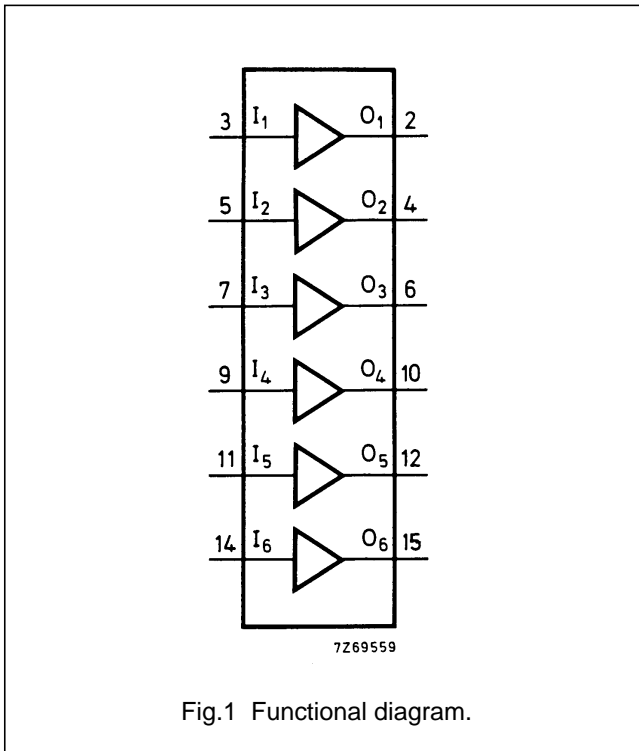 3 I₁ O₁ 2
5 I₂ O₂ 4
7 I₃ O₃ 6
9 I₄ O₄ 10
11 I₅ O₅ 12
14 I₆ O₆ 15
7Z69559
Fig.1 Functional diagram.